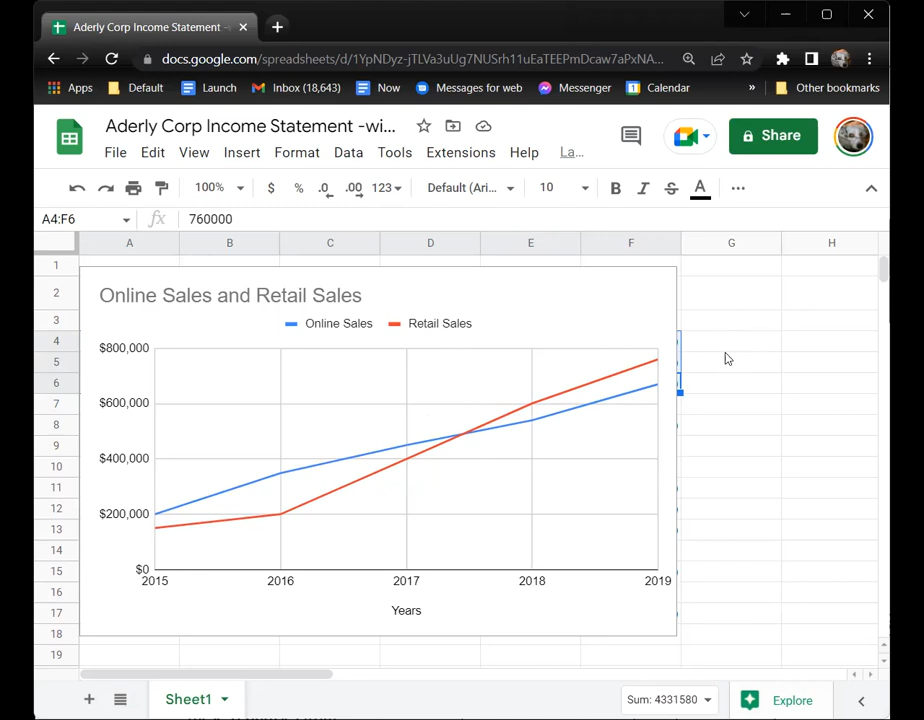 Aderly Corp Income Statement -
docs.google.com/spreadsheets/d/1YpNDyz-jTLVa3uUg7NUSrh11uEaTEEPmDcaw7aPxNA...
Apps Default Launch Inbox (18,643) Now Messages for web Messenger 1 Calendar » Other bookmarks
Aderly Corp Income Statement -wi...
File Edit View Insert Format Data Tools Extensions Help La...
Share
100% $ % .0 .00 123 Default (Ari... 10 B I S A
A4:F6 fx 760000
A B C D E F G H
1
2
3
4
5
6
7
8
9
10
11
12
13
14
15
16
17
18
19
Online Sales and Retail Sales
Online Sales Retail Sales
$800,000
$600,000
$400,000
$200,000
$0
2015 2016 2017 2018 2019
Years
Sheet1 Sum: 4331580 Explore